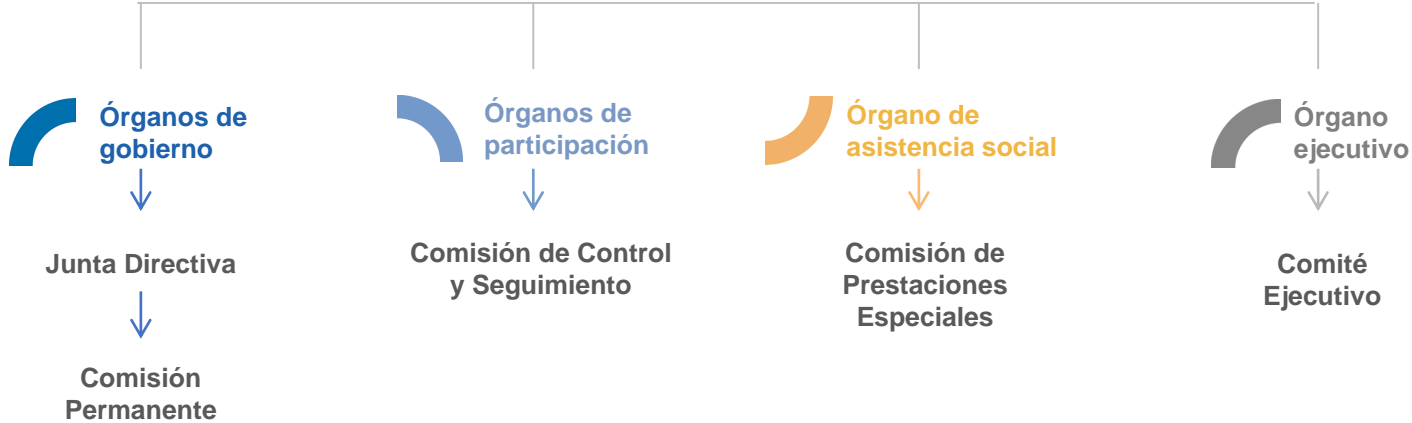 Órganos de
gobierno
Junta Directiva
Comisión
Permanente
Órganos de
participación
Comisión de Control
y Seguimiento
Órgano de
asistencia social
Comisión de
Prestaciones
Especiales
Órgano
ejecutivo
Comité
Ejecutivo